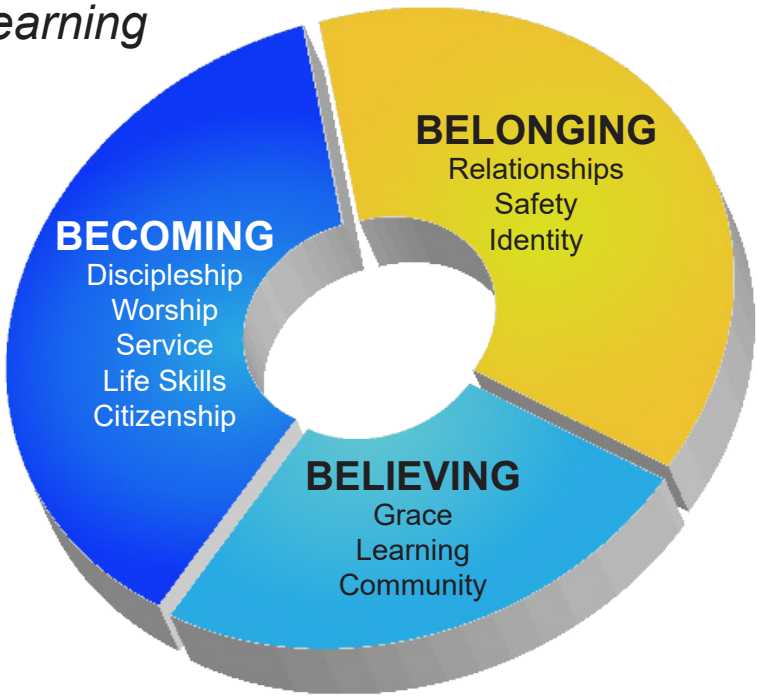 earning
BELONGING
Relationships
Safety
Identity
BECOMING
Discipleship
Worship
Service
Life Skills
Citizenship
BELIEVING
Grace
Learning
Community